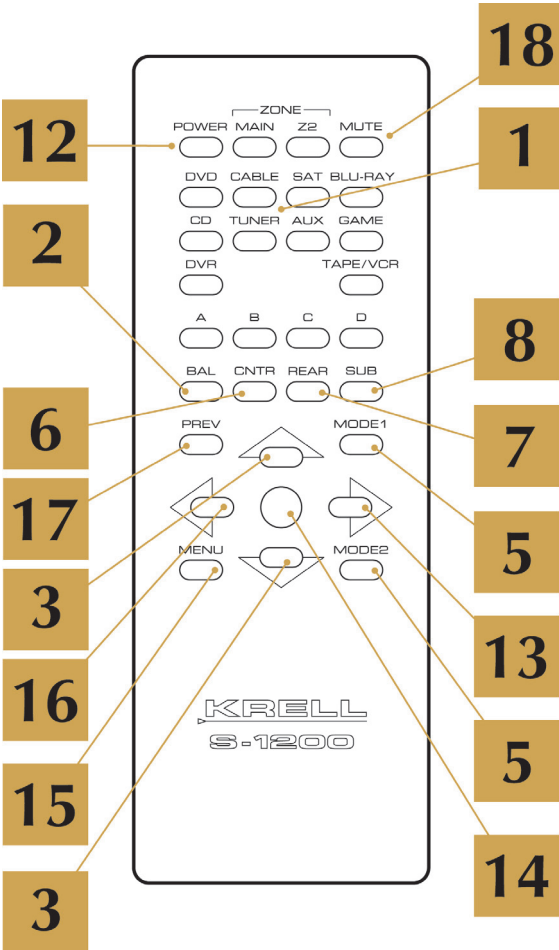 18
ZONE
12
POWER MAIN Z2 MUTE
1
DVD CABLE SAT BLU-RAY
CD TUNER AUX GAME
2
DVR TAPE/VCR
A B C D
8
BAL CNTR REAR SUB
6
7
PREV MODE1
17
5
3
MENU MODE2
13
16
KRELL
S-1200
5
15
14
3